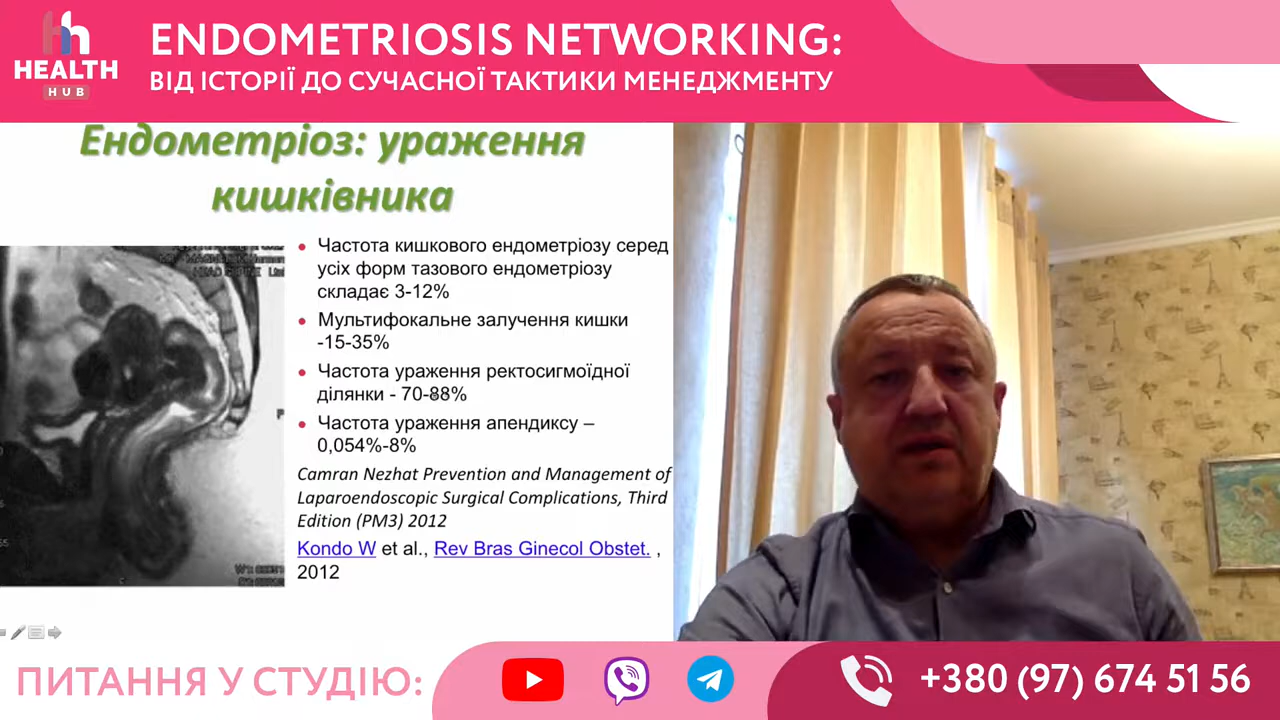 HEALTH
HUB
ENDOMETRIOSIS NETWORKING:
ВІД ІСТОРІЇ ДО СУЧАСНОЇ ТАКТИКИ МЕНЕДЖМЕНТУ
Ендометріоз: ураження
кишківника
• Частота кишкового ендометріозу серед
усіх форм тазового ендометріозу
складає 3-12%
• Мультифокальне залучення кишки
-15-35%
• Частота ураження ректосигмоїдної
ділянки - 70-88%
• Частота ураження апендиксу –
0,054%-8%
Camran Nezhat Prevention and Management of
Laparoendoscopic Surgical Complications, Third
Edition (PM3) 2012
Kondo W et al., Rev Bras Ginecol Obstet. ,
2012
ПИТАННЯ У СТУДІЮ:
+380 (97) 674 51 56